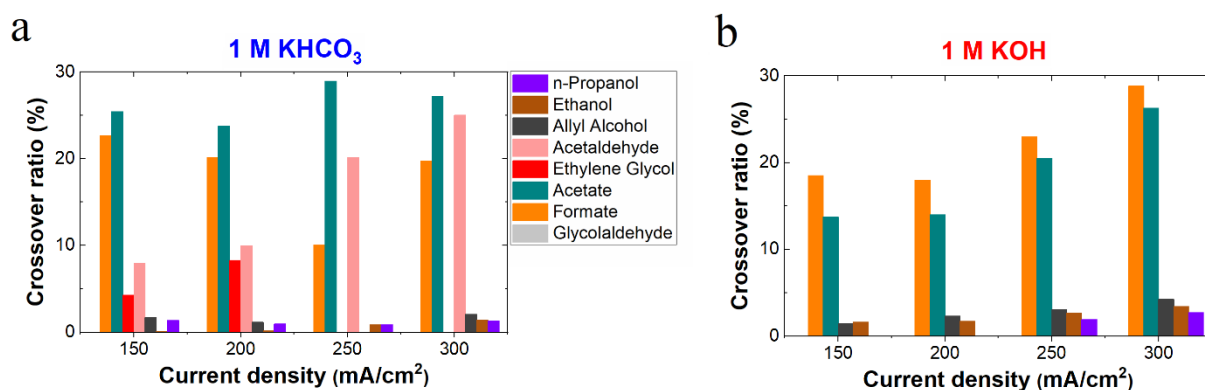 a
1 M KHCO₃
Crossover ratio (%)
30
20
10
0
150
200
250
300
Current density (mA/cm²)
n-Propanol
Ethanol
Allyl Alcohol
Acetaldehyde
Ethylene Glycol
Acetate
Formate
Glycolaldehyde
b
1 M KOH
Crossover ratio (%)
30
20
10
0
150
200
250
300
Current density (mA/cm²)